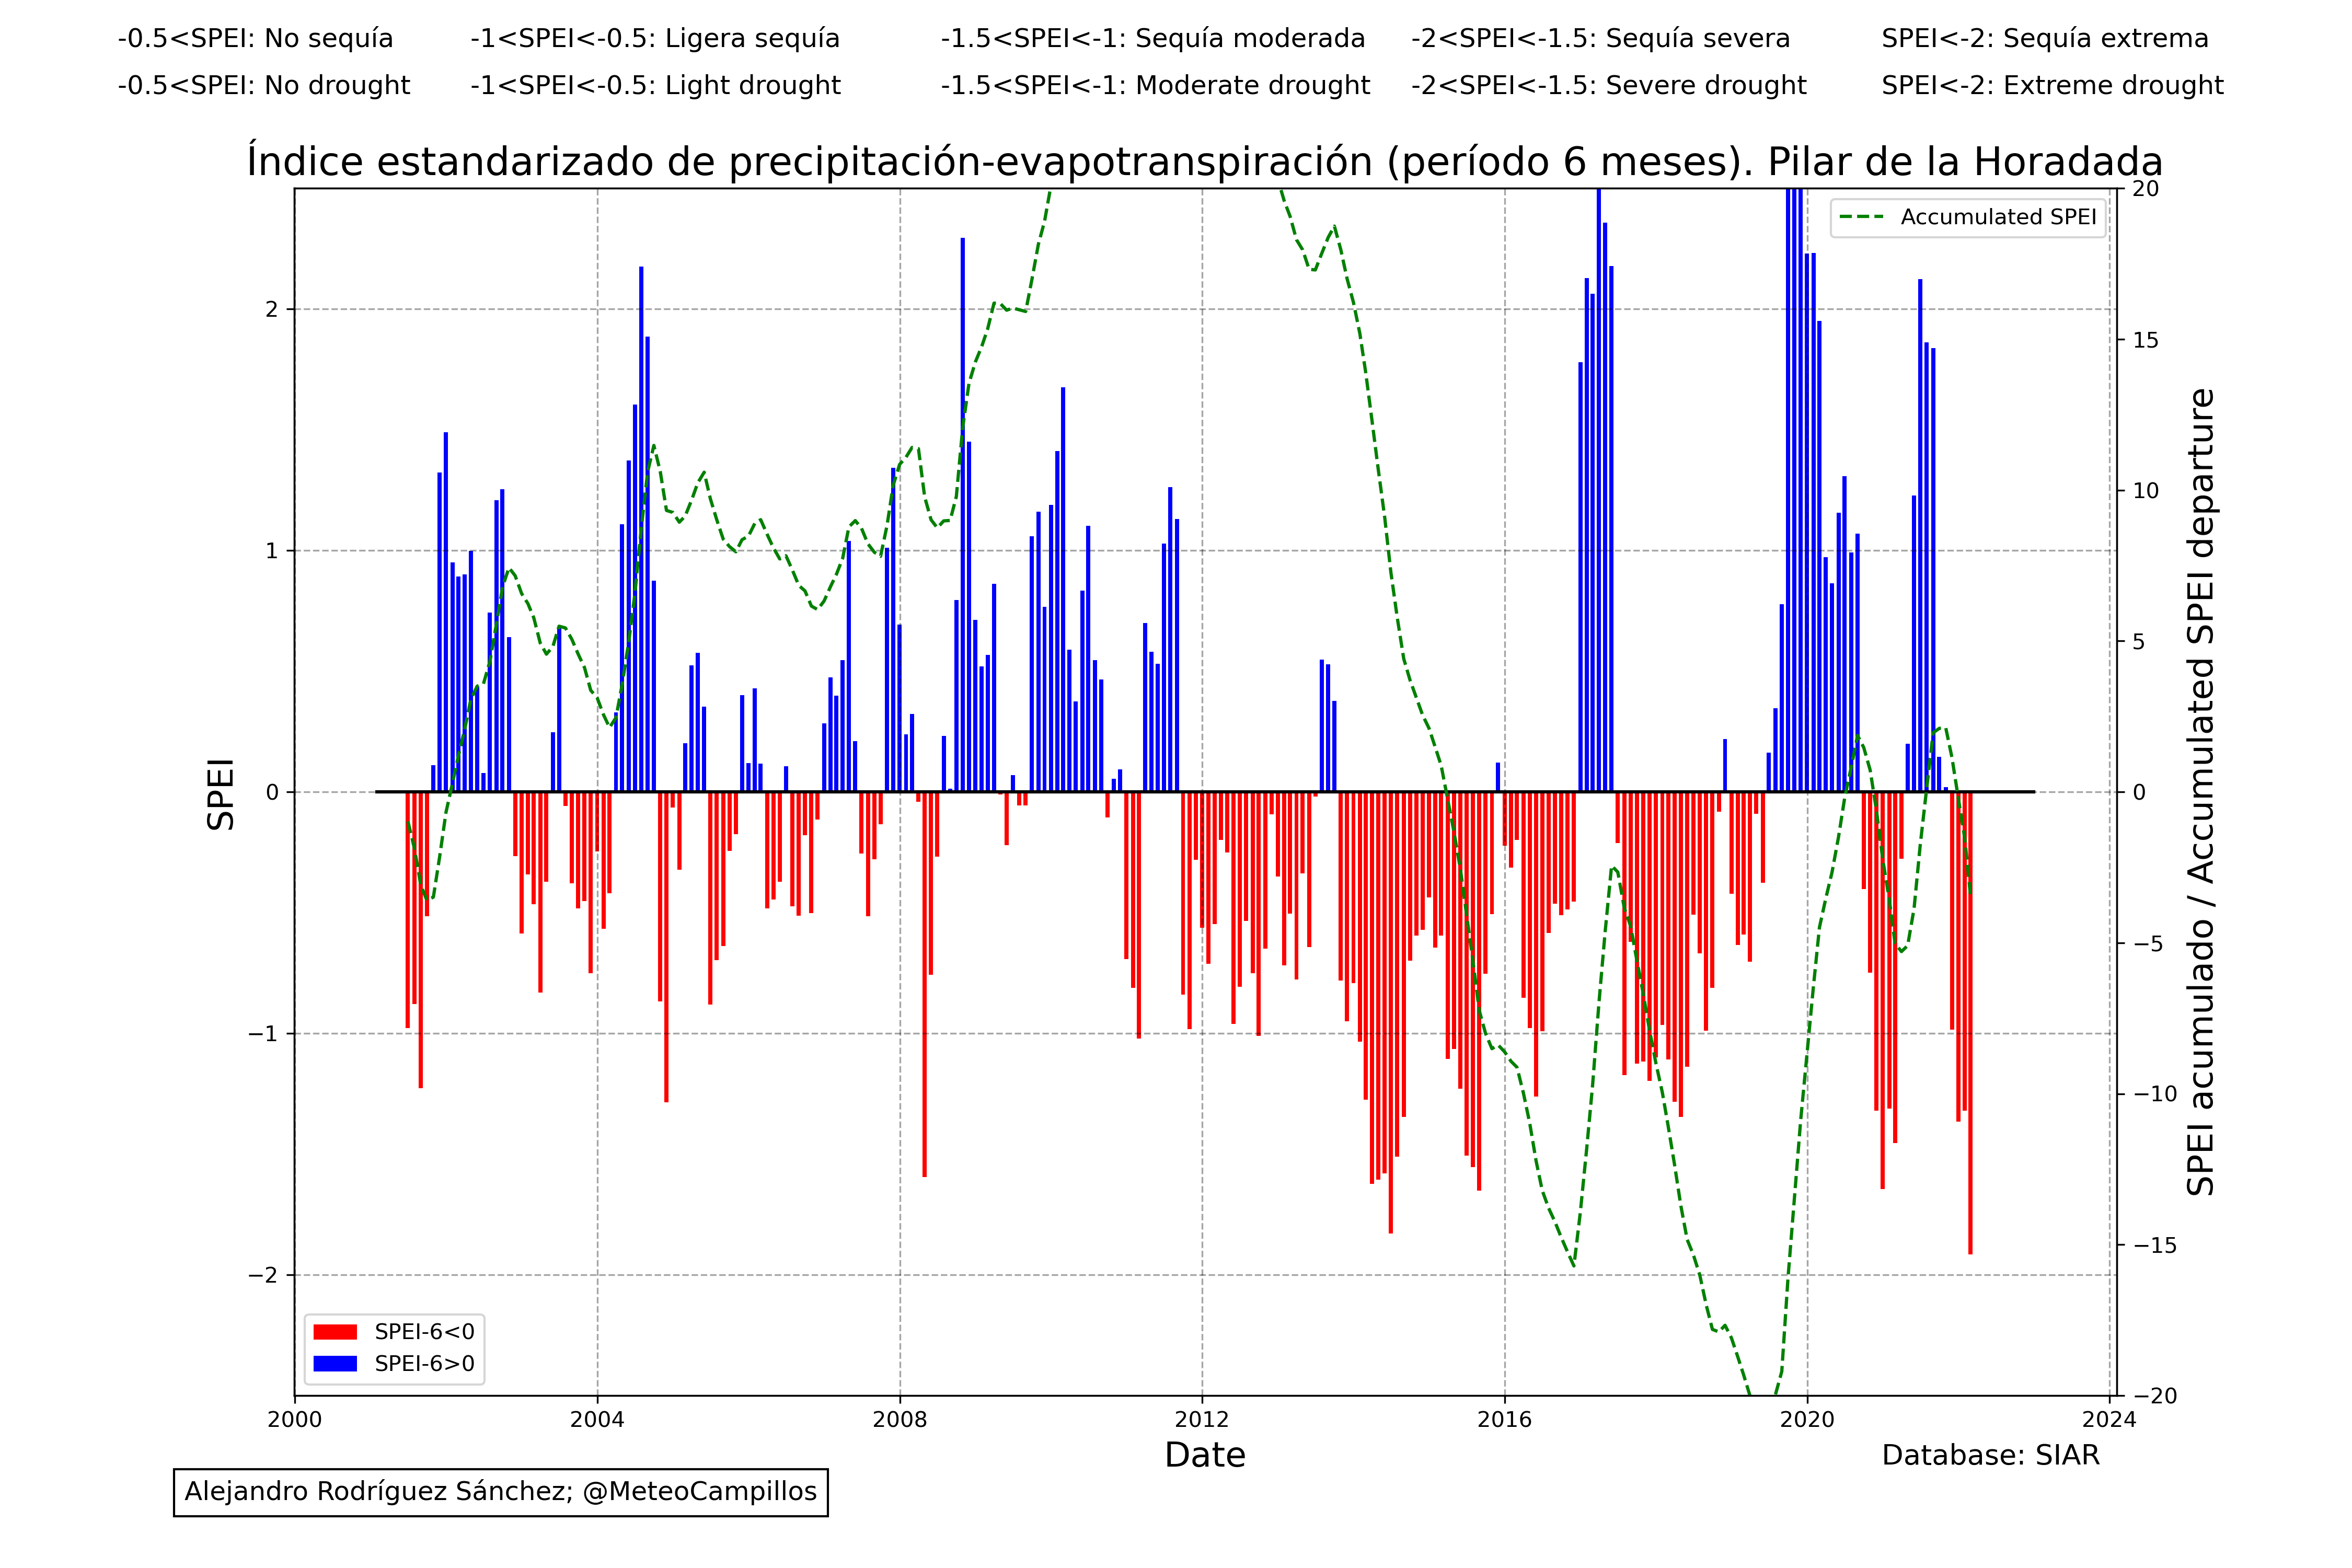 -0.5<SPEI: No sequía -1<SPEI<-0.5: Ligera sequía -1.5<SPEI<-1: Sequía moderada -2<SPEI<-1.5: Sequía severa SPEI<-2: Sequía extrema
-0.5<SPEI: No drought -1<SPEI<-0.5: Light drought -1.5<SPEI<-1: Moderate drought -2<SPEI<-1.5: Severe drought SPEI<-2: Extreme drought
Índice estandarizado de precipitación-evapotranspiración (período 6 meses). Pilar de la Horadada
Accumulated SPEI
SPEI
2
1
0
−1
−2
20
15
10
5
0
−5
−10
−15
−20
SPEI acumulado / Accumulated SPEI departure
SPEI-6<0
SPEI-6>0
2000 2004 2008 2012 2016 2020 2024
Date
Database: SIAR
Alejandro Rodríguez Sánchez; @MeteoCampillos